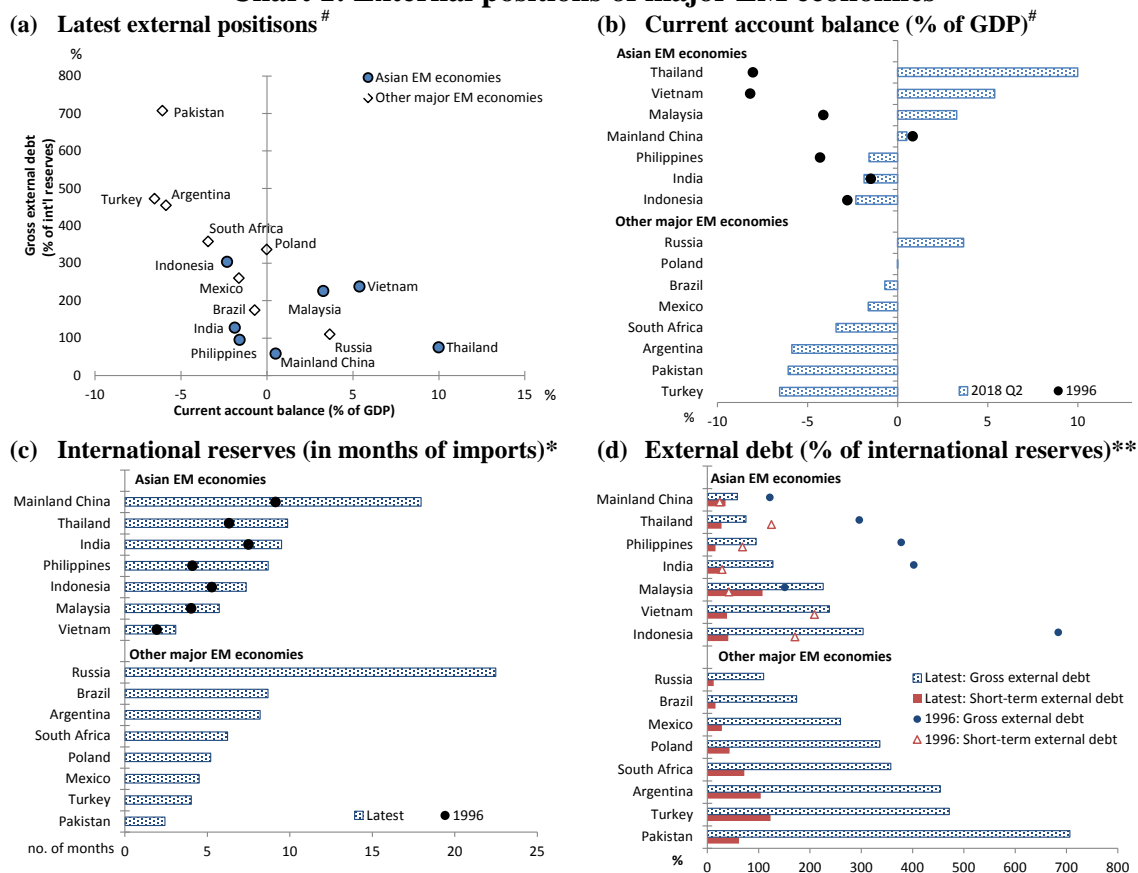 (a) Latest external positisons #
%
800
700
600
500
400
300
200
100
0
Gross external debt
(% of int'l reserves)
Asian EM economies
Other major EM economies
Pakistan
Turkey
Argentina
South Africa
Poland
Indonesia
Mexico
Vietnam
Malaysia
Brazil
India
Philippines
Russia
Mainland China
Thailand
-10 -5 0 5 10 15 %
Current account balance (% of GDP)
(b) Current account balance (% of GDP)#
Asian EM economies
Thailand
Vietnam
Malaysia
Mainland China
Philippines
India
Indonesia
Other major EM economies
Russia
Poland
Brazil
Mexico
South Africa
Argentina
Pakistan
Turkey
2018 Q2 1996
% -10 -5 0 5 10
(c) International reserves (in months of imports)*
Asian EM economies
Mainland China
Thailand
India
Philippines
Indonesia
Malaysia
Vietnam
Other major EM economies
Russia
Brazil
Argentina
South Africa
Poland
Mexico
Turkey
Pakistan
Latest 1996
no. of months 0 5 10 15 20 25
(d) External debt (% of international reserves)**
Asian EM economies
Mainland China
Thailand
Philippines
India
Malaysia
Vietnam
Indonesia
Other major EM economies
Russia
Brazil
Mexico
Poland
South Africa
Argentina
Turkey
Pakistan
Latest: Gross external debt
Latest: Short-term external debt
1996: Gross external debt
1996: Short-term external debt
% 0 100 200 300 400 500 600 700 800